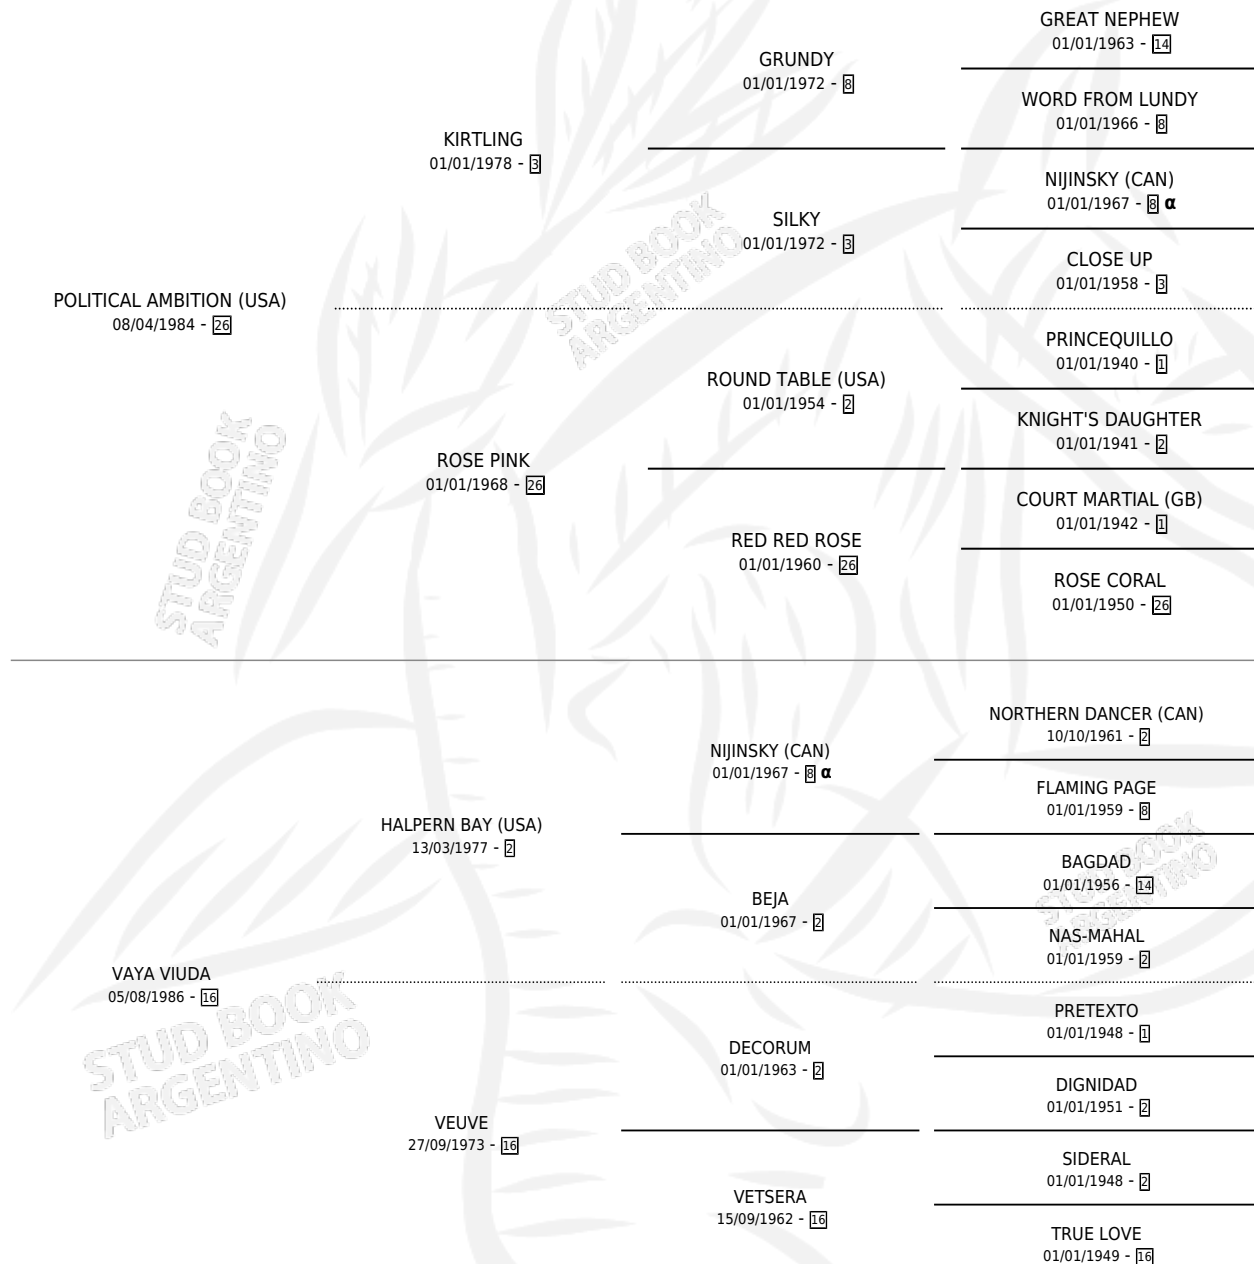 GREAT NEPHEW
01/01/1963 - 14
GRUNDY
01/01/1972 - 8
WORD FROM LUNDY
01/01/1966 - 8
KIRTLING
01/01/1978 - 3
NIJINSKY (CAN)
01/01/1967 - 8 α
SILKY
01/01/1972 - 3
CLOSE UP
01/01/1958 - 3
POLITICAL AMBITION (USA)
08/04/1984 - 26
PRINCEQUILLO
01/01/1940 - 1
ROUND TABLE (USA)
01/01/1954 - 2
KNIGHT'S DAUGHTER
01/01/1941 - 2
ROSE PINK
01/01/1968 - 26
COURT MARTIAL (GB)
01/01/1942 - 1
RED RED ROSE
01/01/1960 - 26
ROSE CORAL
01/01/1950 - 26
NORTHERN DANCER (CAN)
10/10/1961 - 2
NIJINSKY (CAN)
01/01/1967 - 8 α
FLAMING PAGE
01/01/1959 - 8
HALPERN BAY (USA)
13/03/1977 - 2
BAGDAD
01/01/1956 - 14
BEJA
01/01/1967 - 2
NAS-MAHAL
01/01/1959 - 2
VAYA VIUDA
05/08/1986 - 16
PRETEXTO
01/01/1948 - 1
DECORUM
01/01/1963 - 2
DIGNIDAD
01/01/1951 - 2
VEUVE
27/09/1973 - 16
SIDERAL
01/01/1948 - 2
VETSERA
15/09/1962 - 16
TRUE LOVE
01/01/1949 - 16
STUD BOOK
ARGENTINO
STUD BOOK
ARGENTINO
STUD BOOK
ARGENTINO
STUD BOOK
ARGENTINO